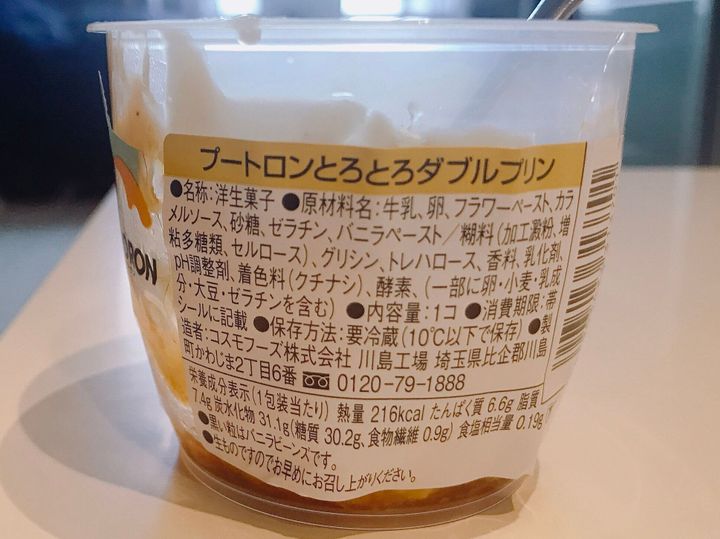 プートロンとろとろダブルプリン
●名称:洋生菓子 ●原材料名:牛乳、卵、フラワーペースト、カラ
メルソース、砂糖、ゼラチン、バニラペースト/糊料(加工澱粉、増
粘多糖類、セルロース)、グリシン、トレハロース、香料、乳化剤、
pH調整剤、着色料(クチナシ)、酵素、(一部に卵・小麦・乳成
分・大豆・ゼラチンを含む) ●内容量:1コ ●消費期限:帯
シールに記載 ●保存方法:要冷蔵(10℃以下で保存) ●製
造者:コスモフーズ株式会社 川島工場 埼玉県比企郡川島
町かわじま2丁目6番 0120-79-1888
栄養成分表示(1包装当たり) 熱量 216kcal たんぱく質 6.6g 脂質
7.4g 炭水化物 31.1g(糖質 30.2g、食物繊維 0.9g) 食塩相当量 0.19g
●黒い粒はバニラビーンズです。
●生ものですのでお早めにお召し上がりください。
RON